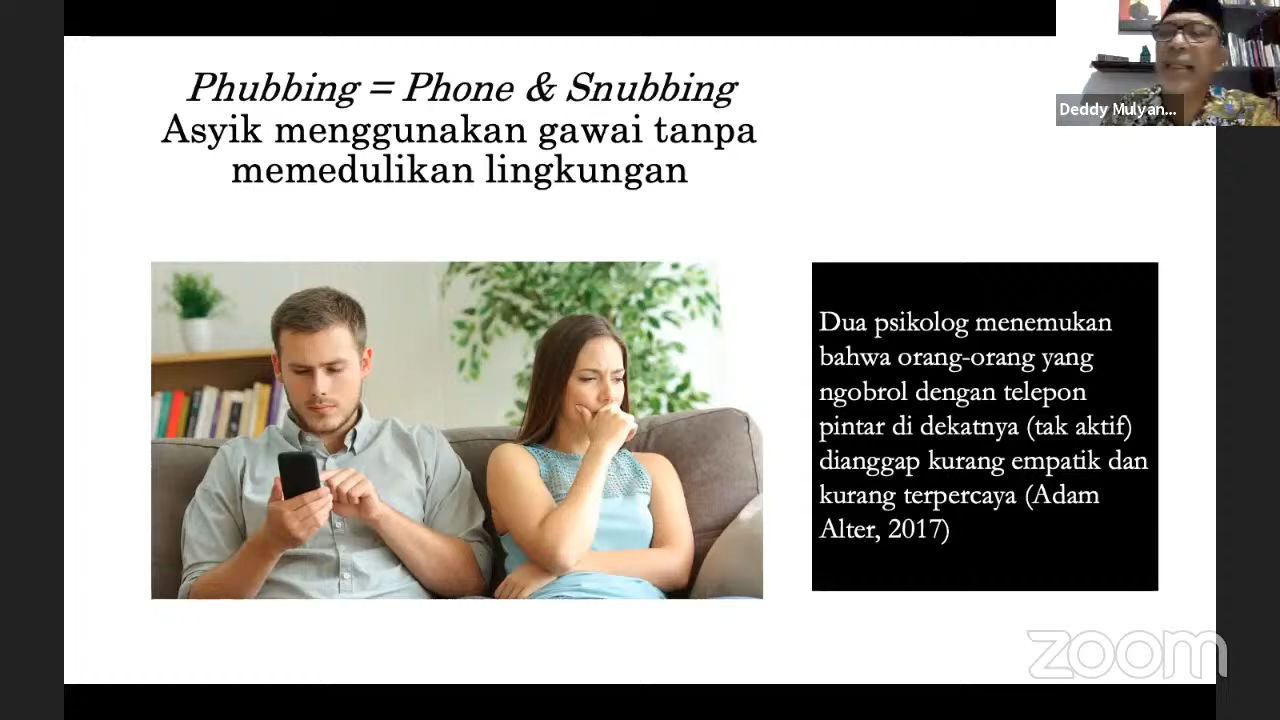 Phubbing = Phone & Snubbing
Asyik menggunakan gawai tanpa
memedulikan lingkungan
Deddy Mulyan...
Dua psikolog menemukan
bahwa orang-orang yang
ngobrol dengan telepon
pintar di dekatnya (tak aktif)
dianggap kurang empatik dan
kurang terpercaya (Adam
Alter, 2017)
zoom